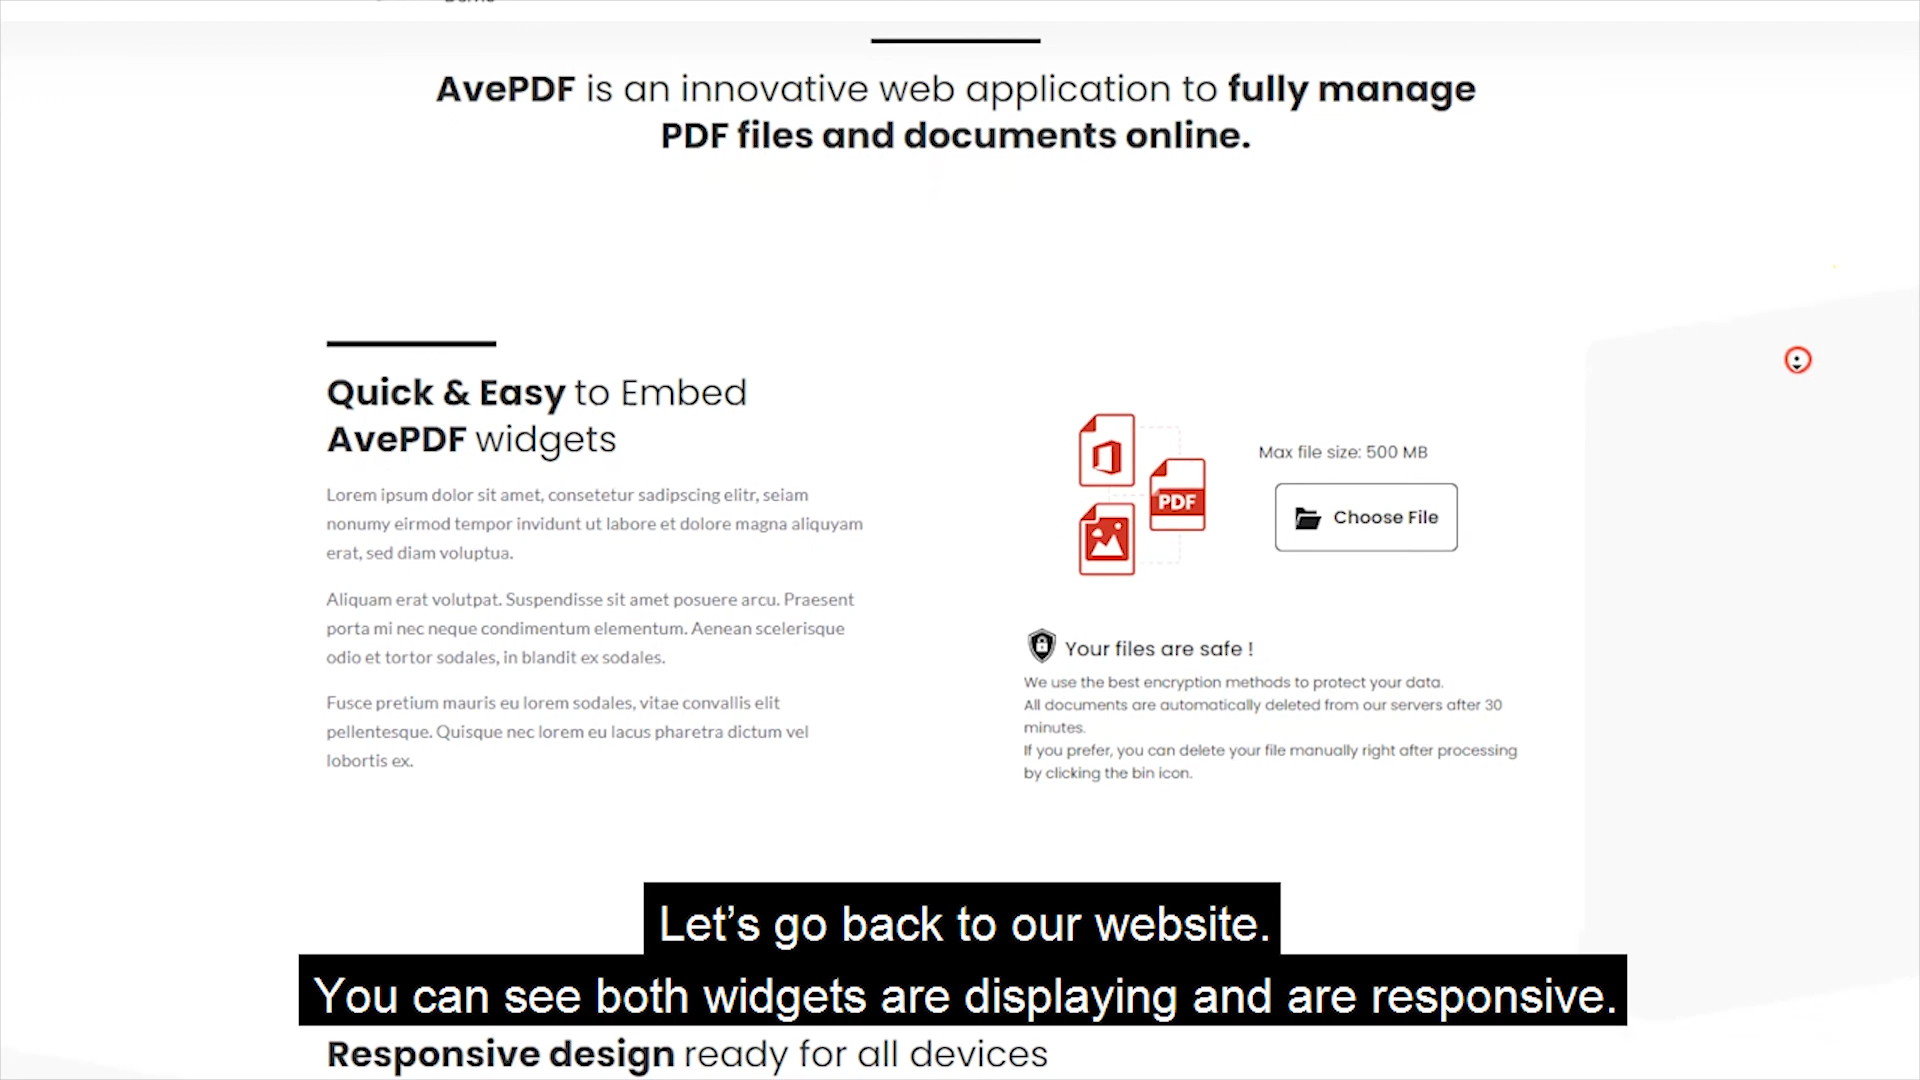 AvePDF is an innovative web application to fully manage
PDF files and documents online.
Quick & Easy to Embed
AvePDF widgets
Lorem ipsum dolor sit amet, consetetur sadipscing elitr, seiam
nonumy eirmod tempor invidunt ut labore et dolore magna aliquyam
erat, sed diam voluptua.
Aliquam erat volutpat. Suspendisse sit amet posuere arcu. Praesent
porta mi nec neque condimentum elementum. Aenean scelerisque
odio et tortor sodales, in blandit ex sodales.
Fusce pretium mauris eu lorem sodales, vitae convallis elit
pellentesque. Quisque nec lorem eu lacus pharetra dictum vel
lobortis ex.
PDF
Max file size: 500 MB
Choose File
Your files are safe !
We use the best encryption methods to protect your data.
All documents are automatically deleted from our servers after 30
minutes.
If you prefer, you can delete your file manually right after processing
by clicking the bin icon.
Let’s go back to our website.
You can see both widgets are displaying and are responsive.
Responsive design ready for all devices